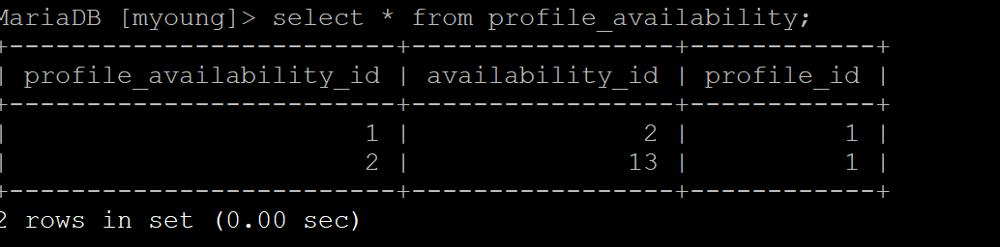 MariaDB [myoung]> select * from profile_availability;
+-------------------------+-----------------+------------+
| profile_availability_id | availability_id | profile_id |
+-------------------------+-----------------+------------+
|                       1 |               2 |          1 |
|                       2 |              13 |          1 |
+-------------------------+-----------------+------------+
2 rows in set (0.00 sec)